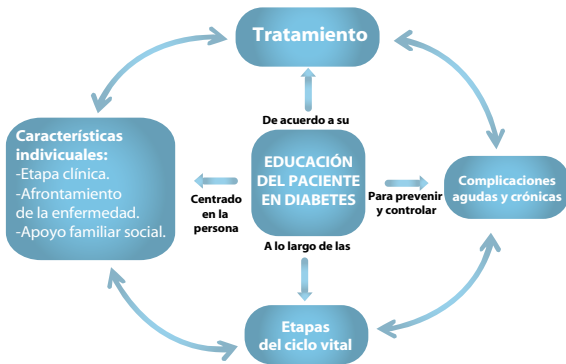 Tratamiento
De acuerdo a su
Características
indivicuales:
-Etapa clínica.
-Afrontamiento
de la enfermedad.
-Apoyo familiar social.
Centrado
en la
persona
EDUCACIÓN
DEL PACIENTE
EN DIABETES
Para prevenir
y controlar
Complicaciones
agudas y crónicas
A lo largo de las
Etapas
del ciclo vital